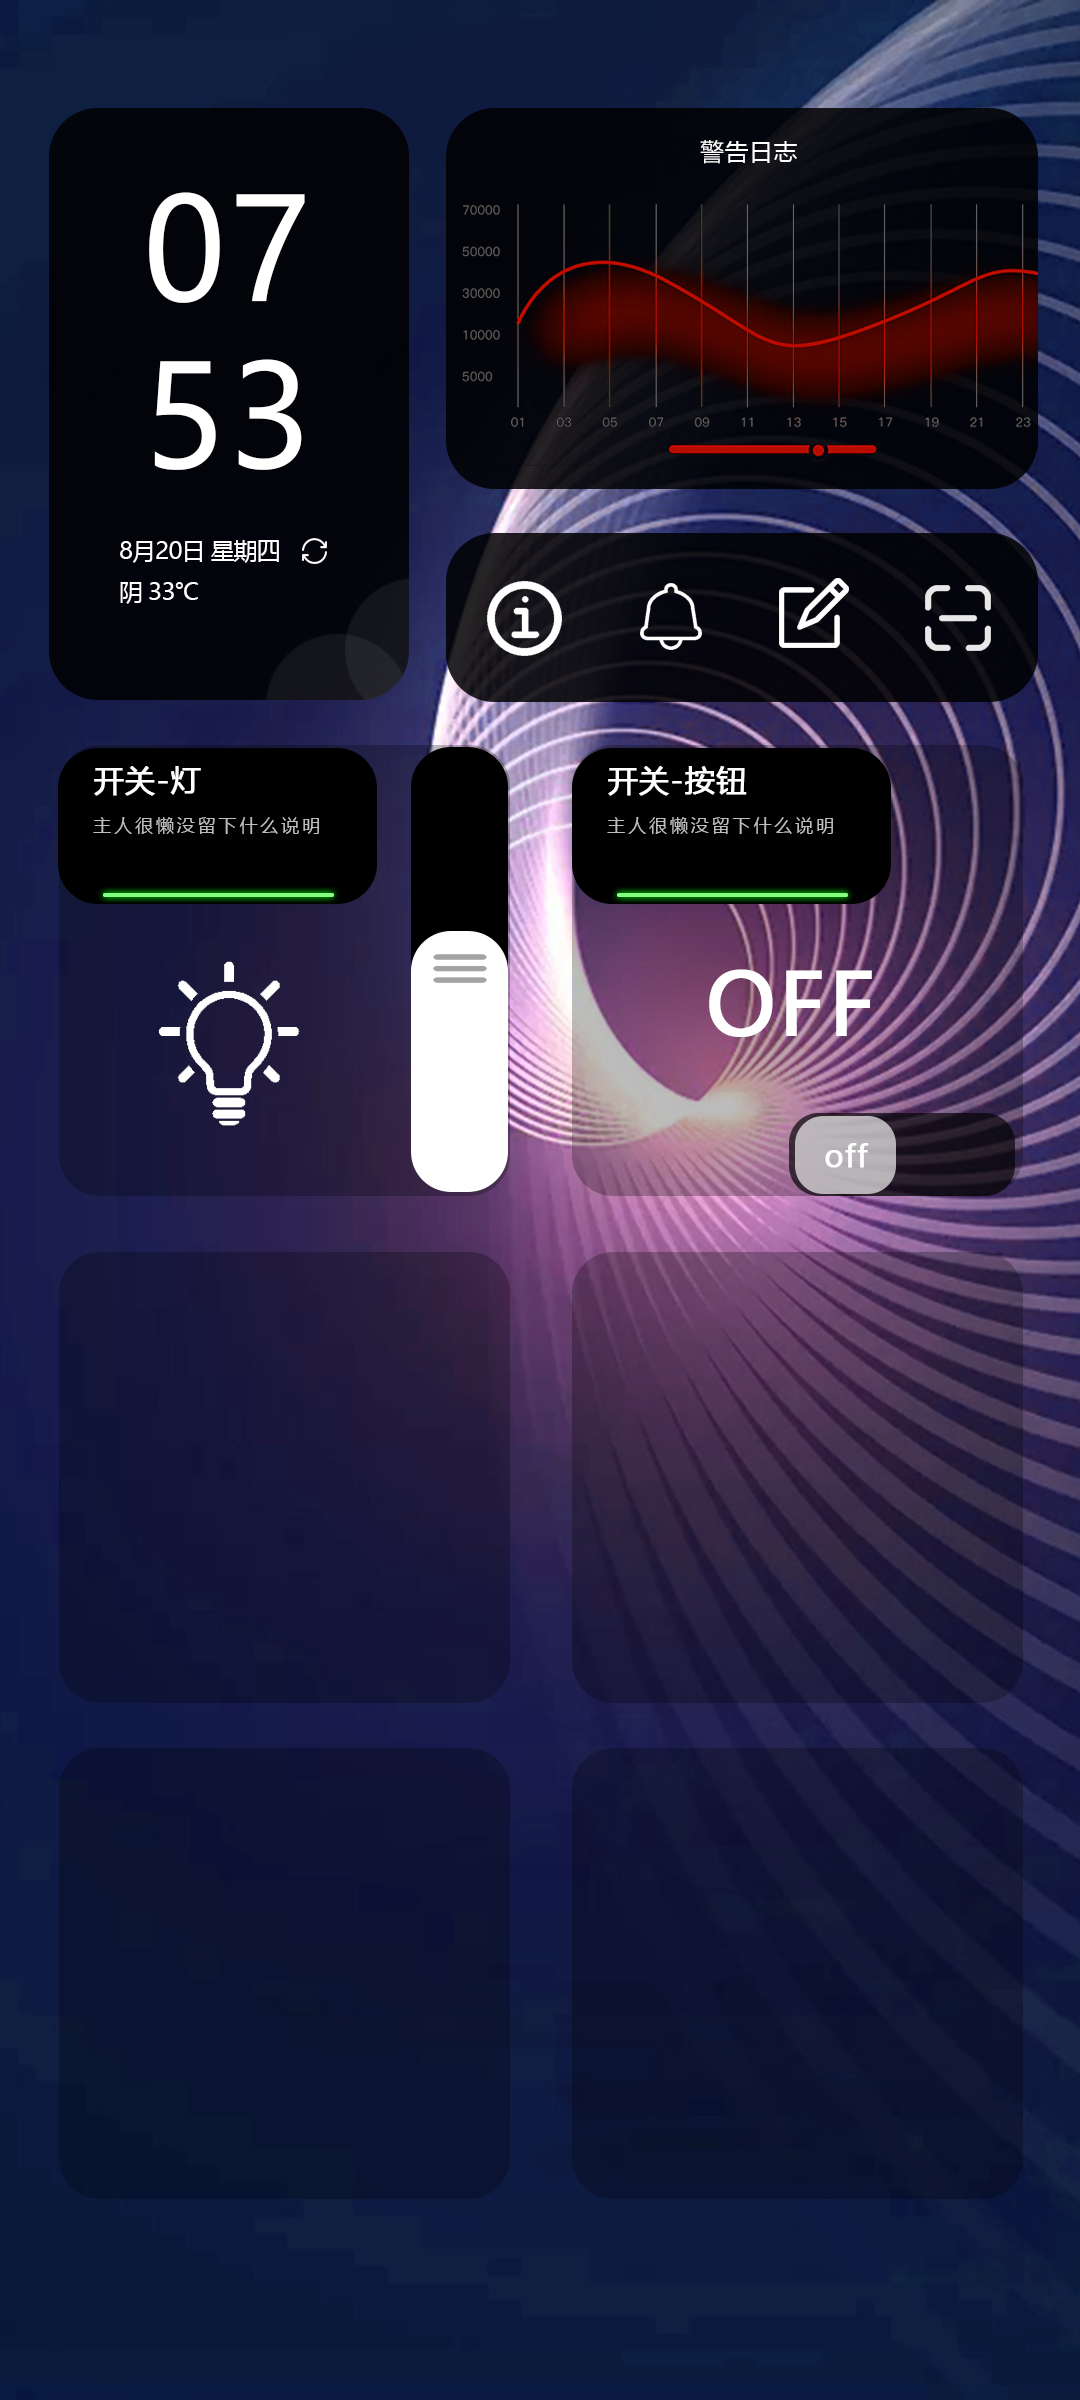 07
53
8月20日 星期四
阴 33℃
警告日志
70000
50000
30000
10000
5000
01 03 05 07 09 11 13 15 17 19 21 23
开关-灯
主人很懒没留下什么说明
开关-按钮
主人很懒没留下什么说明
OFF
off